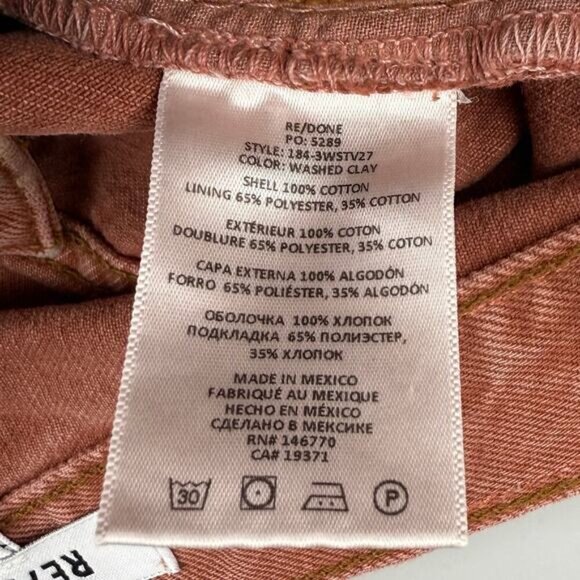 RE/DONE
PO: 5289
STYLE: 184-3WSTV27
COLOR: WASHED CLAY
SHELL 100% COTTON
LINING 65% POLYESTER, 35% COTTON
EXTÉRIEUR 100% COTON
DOUBLURE 65% POLYESTER, 35% COTON
CAPA EXTERNA 100% ALGODÓN
FORRO 65% POLIÉSTER, 35% ALGODÓN
ОБОЛОЧКА 100% ХЛОПОК
ПОДКЛАДКА 65% ПОЛИЭСТЕР,
35% ХЛОПОК
MADE IN MEXICO
FABRIQUÉ AU MEXIQUE
HECHO EN MÉXICO
СДЕЛАНО В МЕКСИКЕ
RN# 146770
CA# 19371
30 P